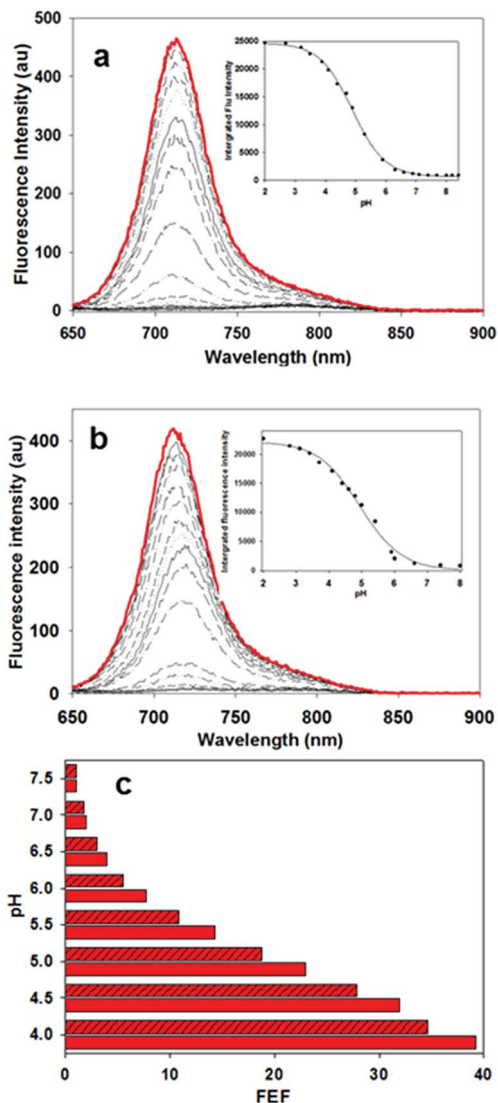 a
Fluorescence Intensity (au)
500
400
300
200
100
0
650 700 750 800 850 900
Wavelength (nm)
Intergrated Flu Intensity
25000
20000
15000
10000
5000
0
2 3 4 5 6 7 8
pH
b
Fluorescence intensity (au)
400
300
200
100
0
650 700 750 800 850 900
Wavelength (nm)
Intergrated fluorescence intensity
20000
15000
10000
5000
0
2 3 4 5 6 7 8
pH
c
pH
7.5
7.0
6.5
6.0
5.5
5.0
4.5
4.0
0 10 20 30 40
FEF